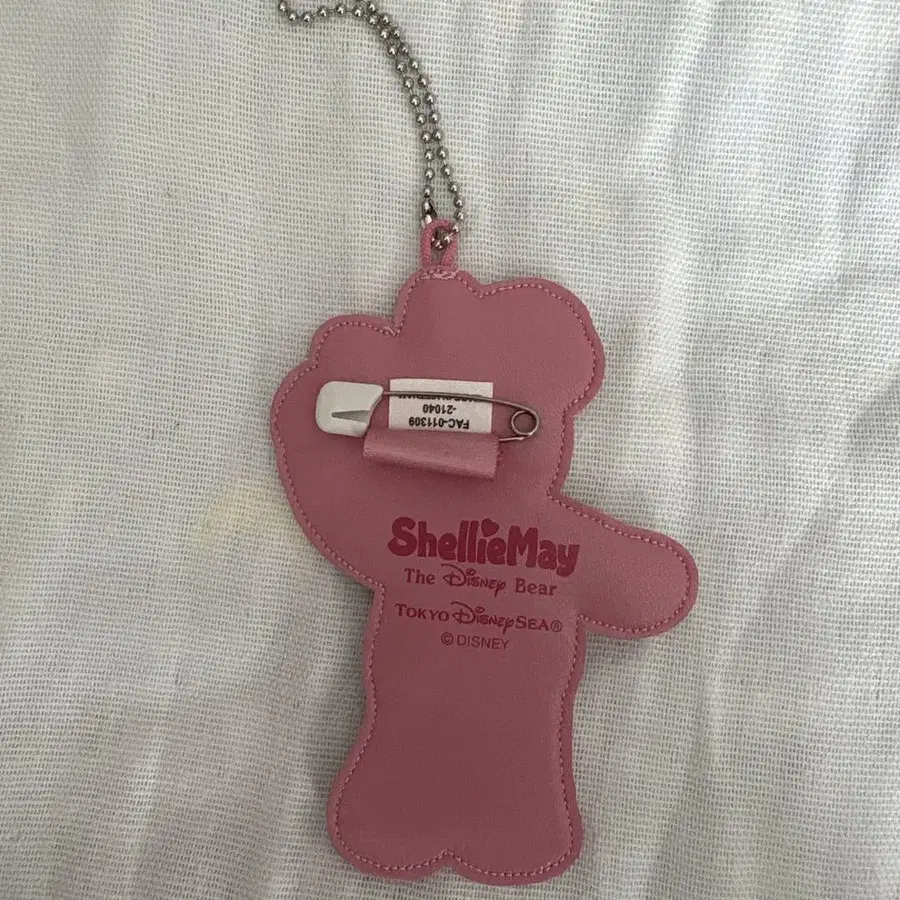 FAC-011309
-21040
ShellieMay
The Disney Bear
TOKYO DISNEYSEA®
© DISNEY